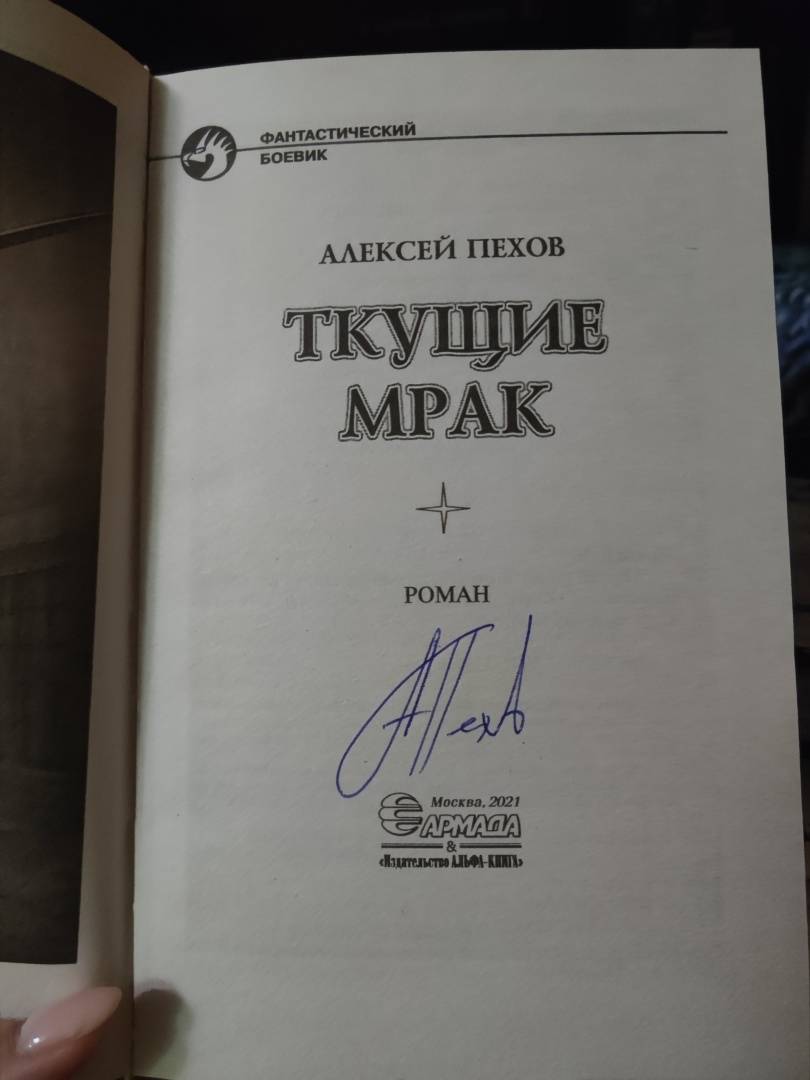 ФАНТАСТИЧЕСКИЙ
БОЕВИК
АЛЕКСЕЙ ПЕХОВ
ТКУЩИЕ
МРАК
РОМАН
АПехов
Москва, 2021
АРМАДА
&
«Издательство АЛЬФА-КНИГА»